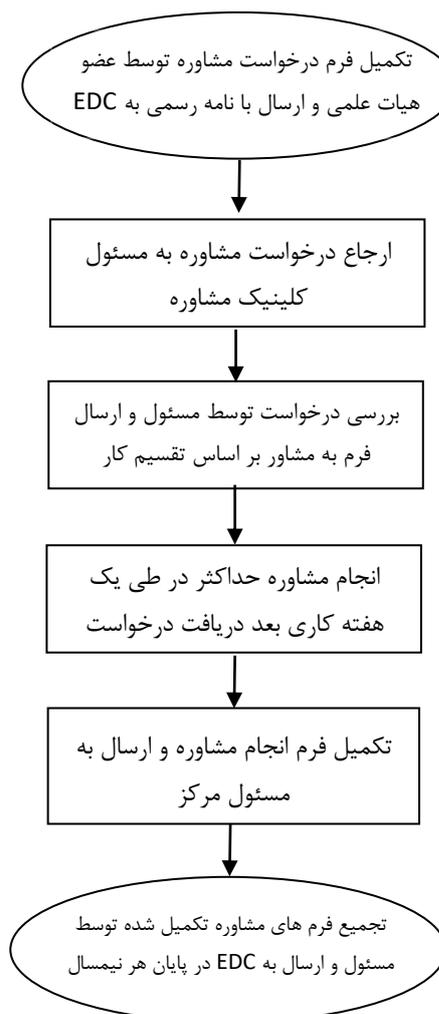 تکمیل فرم درخواست مشاوره توسط عضو
هیات علمی و ارسال با نامه رسمی به EDC
ارجاع درخواست مشاوره به مسئول
کلینیک مشاوره
بررسی درخواست توسط مسئول و ارسال
فرم به مشاور بر اساس تقسیم کار
انجام مشاوره حداکثر در طی یک
هفته کاری بعد دریافت درخواست
تکمیل فرم انجام مشاوره و ارسال به
مسئول مرکز
تجمیع فرم های مشاوره تکمیل شده توسط
مسئول و ارسال به EDC در پایان هر نیمسال